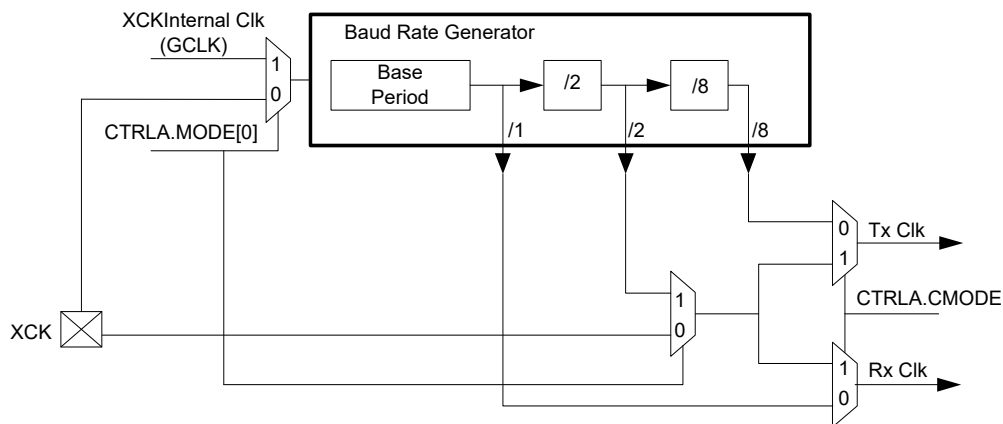 XCKInternal Clk
(GCLK)
1
0
CTRLA.MODE[0]
Baud Rate Generator
Base
Period
/2
/8
/1
/2
/8
0
1
Tx Clk
CTRLA.CMODE
1
0
XCK
1
0
Rx Clk